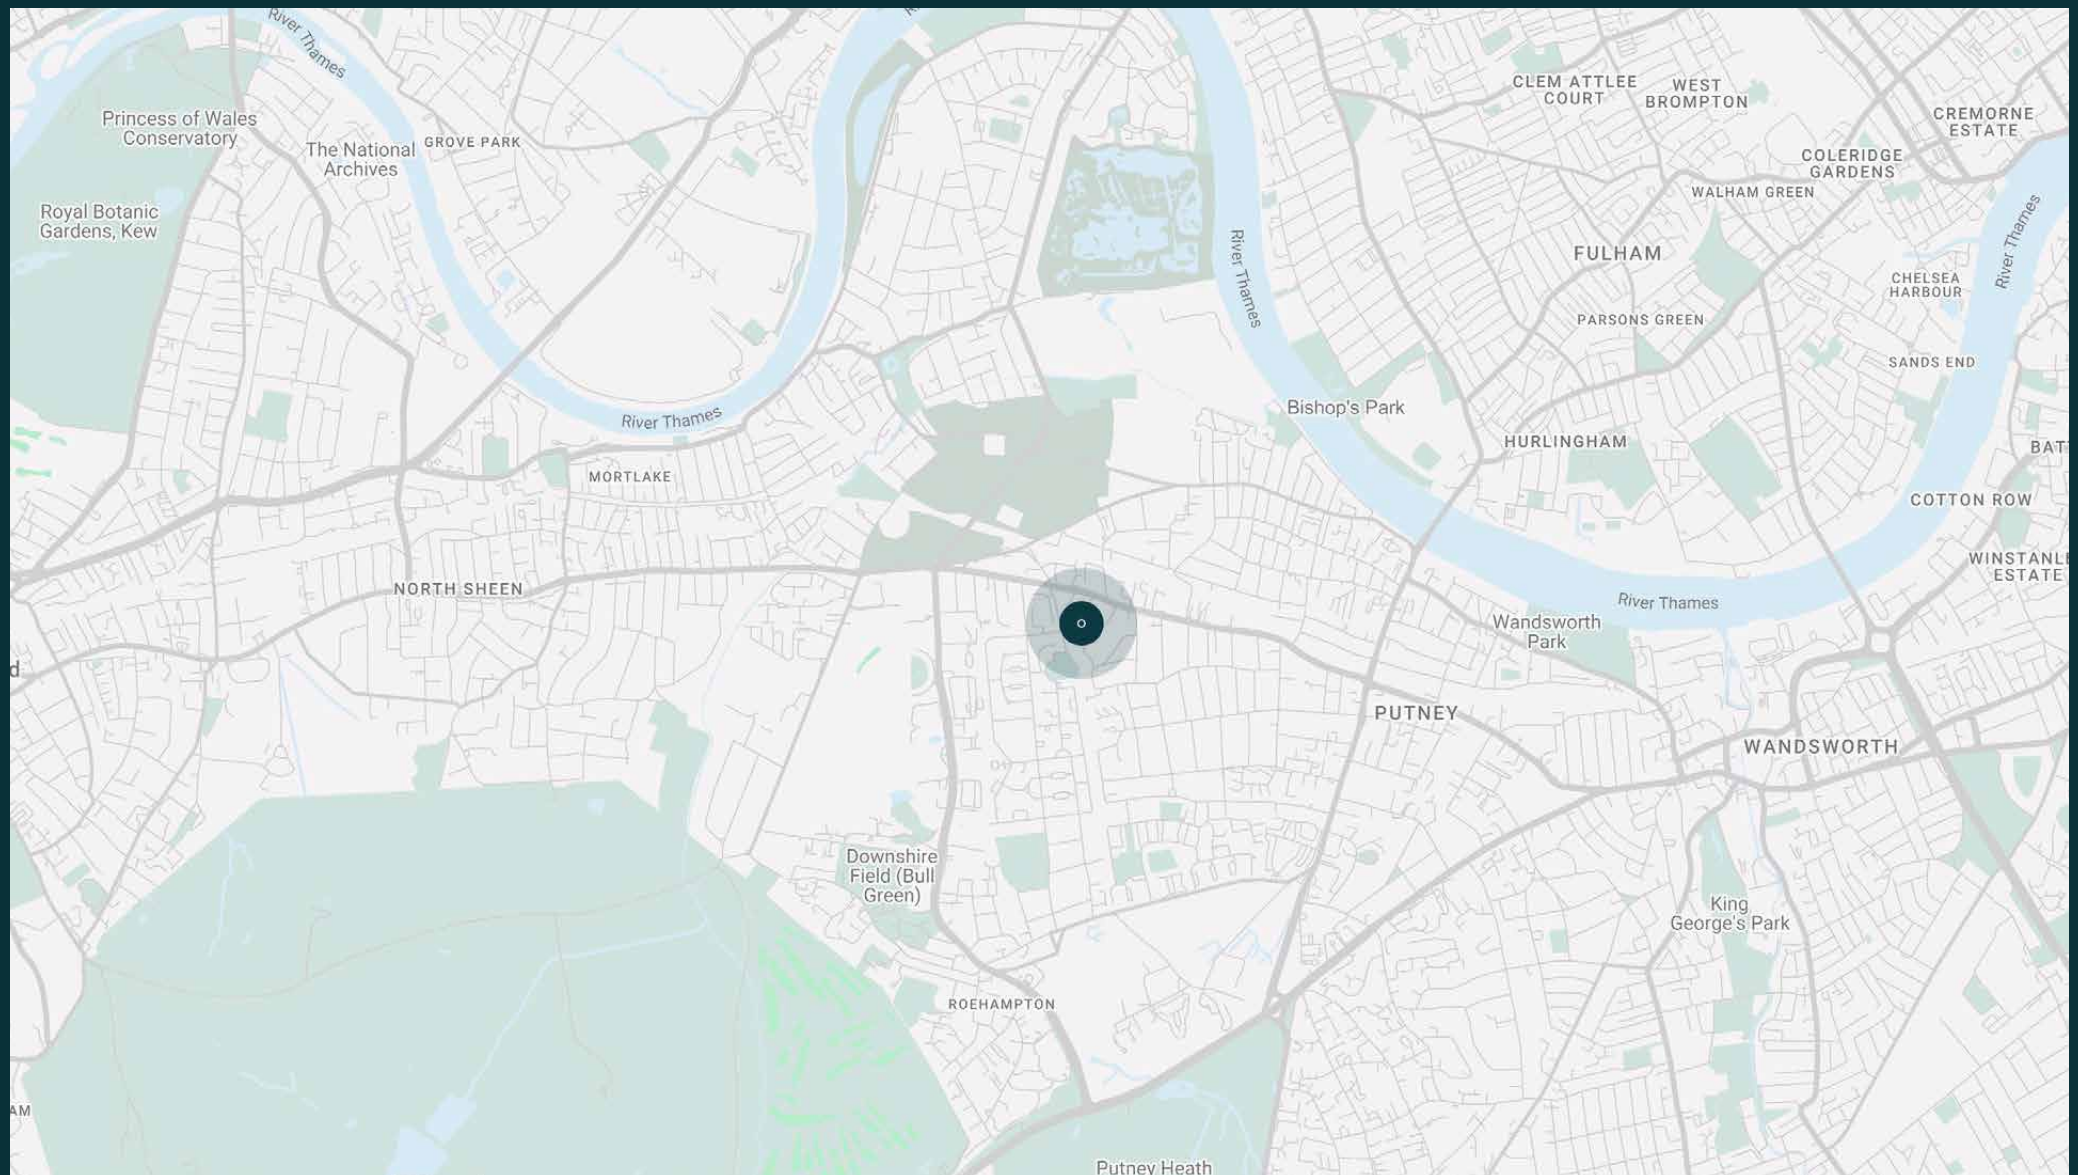 River Thames
Princess of Wales
Conservatory
The National
Archives
GROVE PARK
Royal Botanic
Gardens, Kew
CLEM ATTLEE
COURT
WEST
BROMPTON
CREMORNE
ESTATE
COLERIDGE
GARDENS
WALHAM GREEN
FULHAM
River Thames
River Thames
CHELSEA
HARBOUR
PARSONS GREEN
SANDS END
River Thames
Bishop's Park
HURLINGHAM
BAT
MORTLAKE
COTTON ROW
NORTH SHEEN
WINSTANLE
ESTATE
River Thames
Wandsworth
Park
d
PUTNEY
WANDSWORTH
Downshire
Field (Bull
Green)
King
George's Park
ROEHAMPTON
AM
Putney Heath